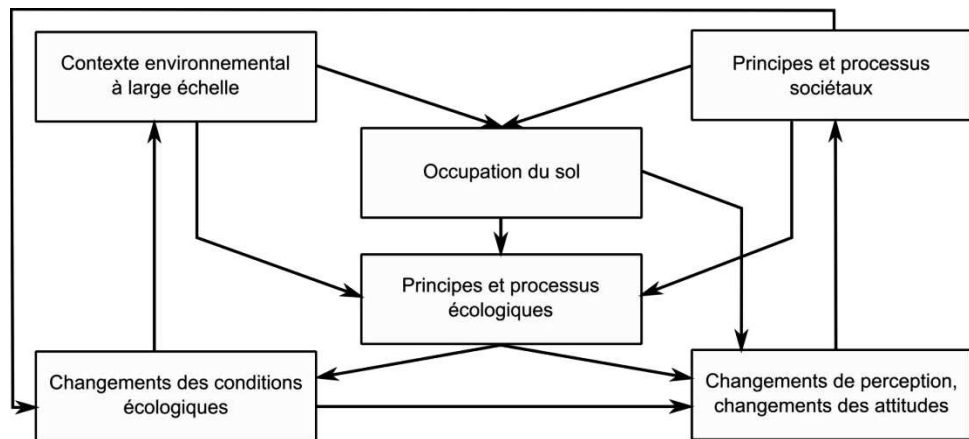 Contexte environnemental
à large échelle
Principes et processus
sociétaux
Occupation du sol
Principes et processus
écologiques
Changements des conditions
écologiques
Changements de perception,
changements des attitudes